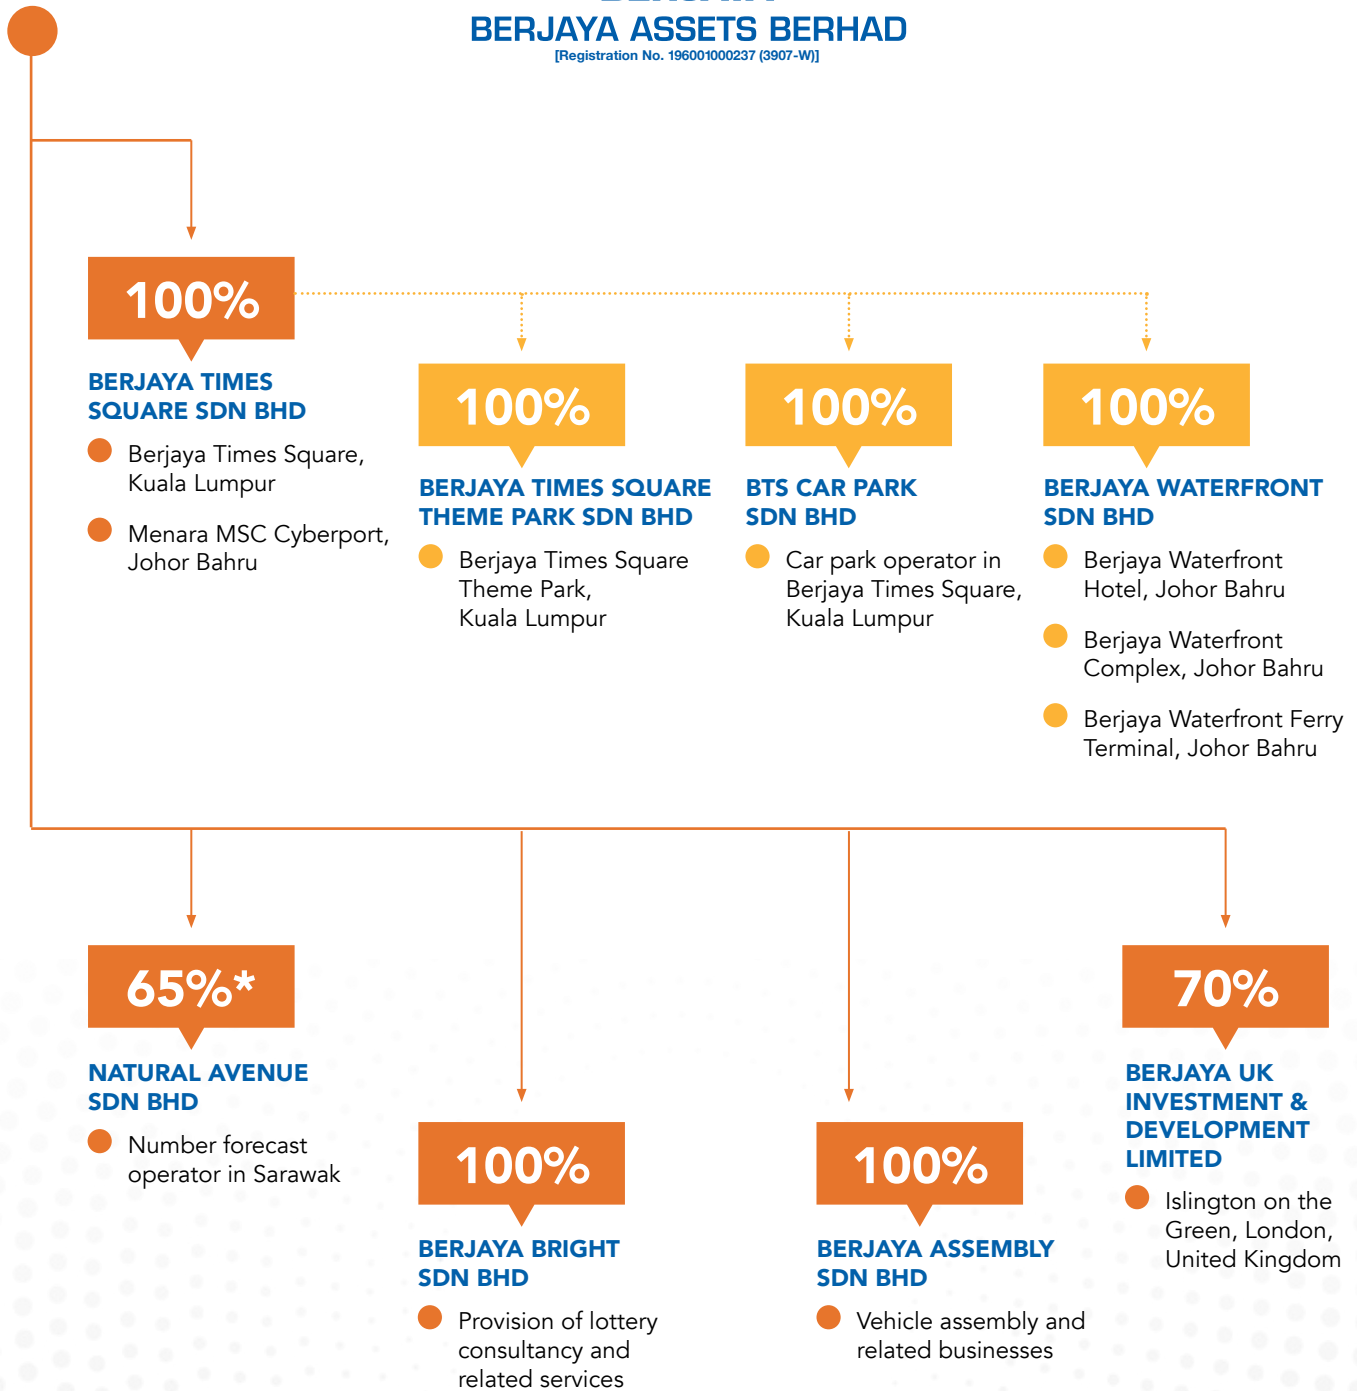 BERJAYA ASSETS BERHAD
[Registration No. 196001000237 (3907-W)]
100%
BERJAYA TIMES
SQUARE SDN BHD
Berjaya Times Square,
Kuala Lumpur
Menara MSC Cyberport,
Johor Bahru
100%
BERJAYA TIMES SQUARE
THEME PARK SDN BHD
Berjaya Times Square
Theme Park,
Kuala Lumpur
100%
BTS CAR PARK
SDN BHD
Car park operator in
Berjaya Times Square,
Kuala Lumpur
100%
BERJAYA WATERFRONT
SDN BHD
Berjaya Waterfront
Hotel, Johor Bahru
Berjaya Waterfront
Complex, Johor Bahru
Berjaya Waterfront Ferry
Terminal, Johor Bahru
65%*
NATURAL AVENUE
SDN BHD
Number forecast
operator in Sarawak
100%
BERJAYA BRIGHT
SDN BHD
Provision of lottery
consultancy and
related services
100%
BERJAYA ASSEMBLY
SDN BHD
Vehicle assembly and
related businesses
70%
BERJAYA UK
INVESTMENT &
DEVELOPMENT
LIMITED
Islington on the
Green, London,
United Kingdom